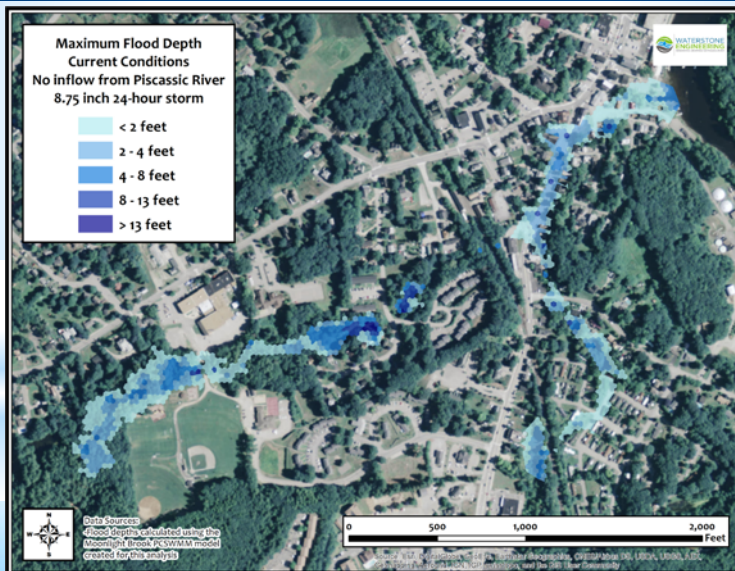 Maximum Flood Depth
Current Conditions
No inflow from Piscassic River
8.75 inch 24-hour storm
< 2 feet
2 - 4 feet
4 - 8 feet
8 - 13 feet
> 13 feet
WATERSTONE
ENGINEERING
N
W E
S
Data Sources:
-Flood depths calculated using the
Moonlight Brook PCSWMM model
created for this analysis
0 500 1,000 2,000
Feet